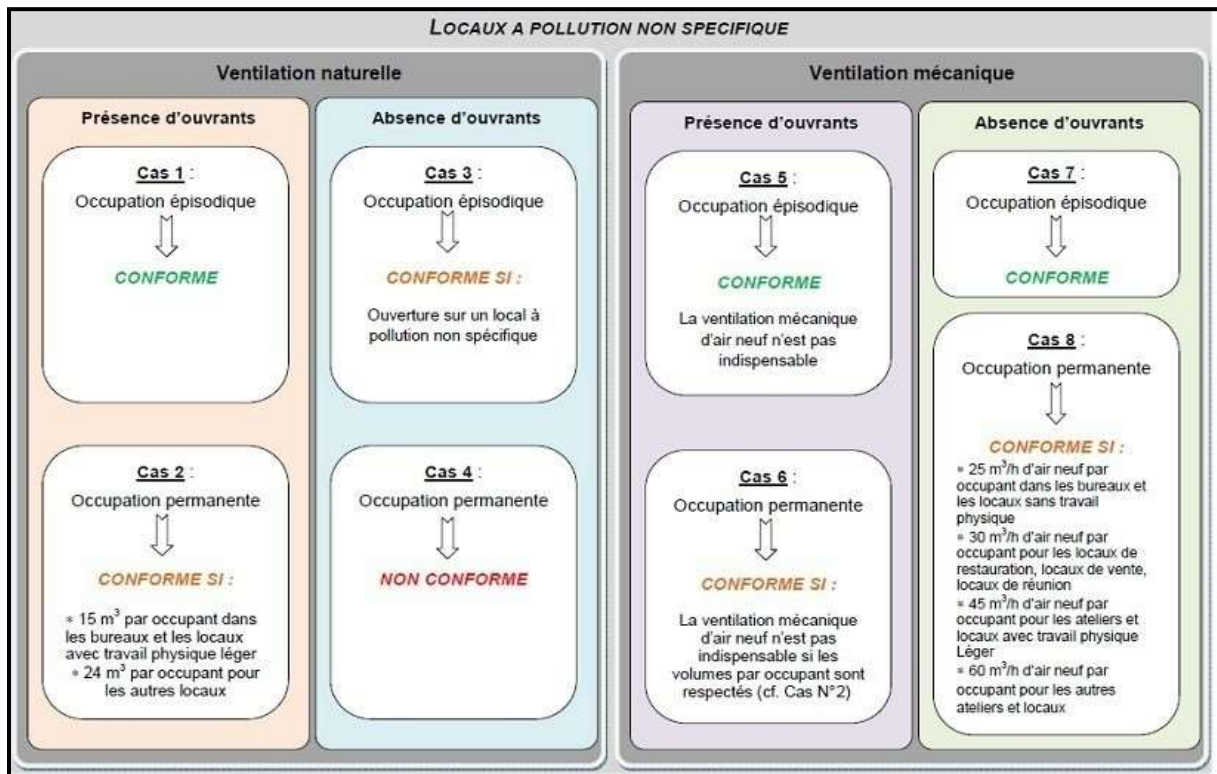 LOCAUX A POLLUTION NON SPECIFIQUE
Ventilation naturelle
Présence d'ouvrants
Cas 1 :
Occupation épisodique
CONFORME
Cas 2 :
Occupation permanente
CONFORME SI :
* 15 m³ par occupant dans
les bureaux et les locaux
avec travail physique léger
* 24 m³ par occupant pour
les autres locaux
Absence d'ouvrants
Cas 3 :
Occupation épisodique
CONFORME SI :
Ouverture sur un local à
pollution non spécifique
Cas 4 :
Occupation permanente
NON CONFORME
Ventilation mécanique
Présence d'ouvrants
Cas 5 :
Occupation épisodique
CONFORME
La ventilation mécanique
d'air neuf n'est pas
indispensable
Cas 6 :
Occupation permanente
CONFORME SI :
La ventilation mécanique
d'air neuf n'est pas
indispensable si les
volumes par occupant sont
respectés (cf. Cas N°2)
Absence d'ouvrants
Cas 7 :
Occupation épisodique
CONFORME
Cas 8 :
Occupation permanente
CONFORME SI :
* 25 m³/h d'air neuf par
occupant dans les bureaux et
les locaux sans travail
physique
* 30 m³/h d'air neuf par
occupant pour les locaux de
restauration, locaux de vente,
locaux de réunion
* 45 m³/h d'air neuf par
occupant pour les ateliers et
locaux avec travail physique
Léger
* 60 m³/h d'air neuf par
occupant pour les autres
ateliers et locaux